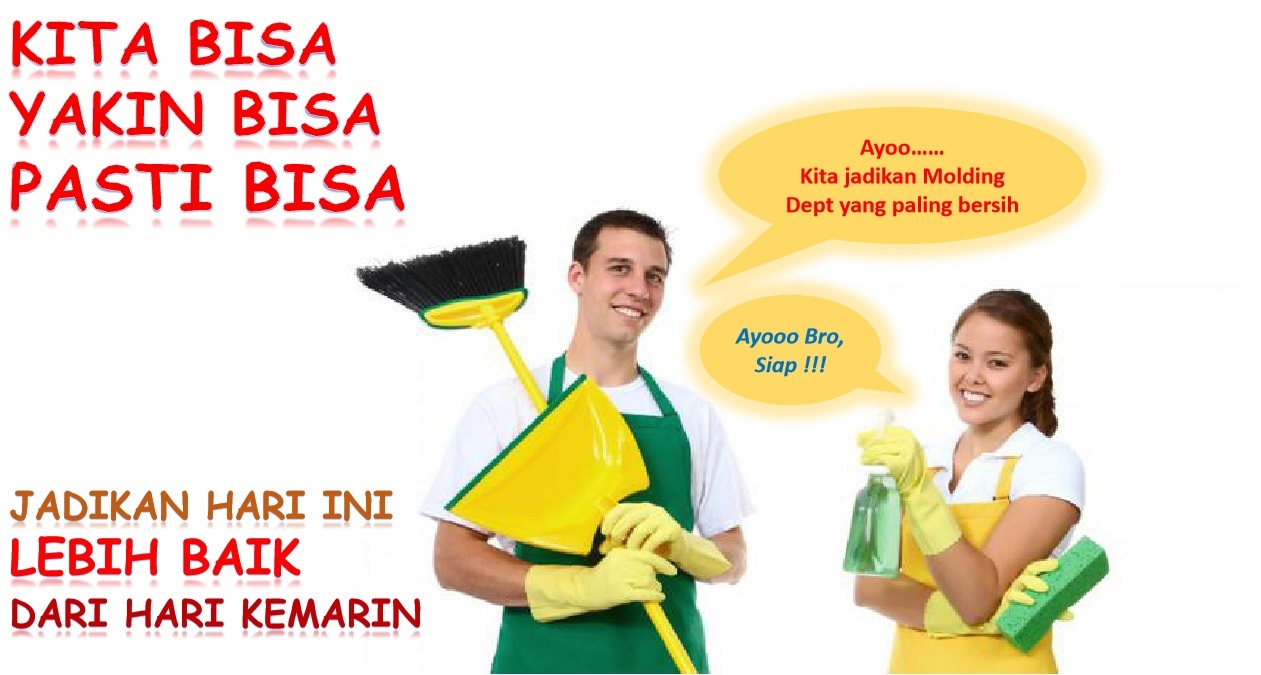 KITA BISA
YAKIN BISA
PASTI BISA
Ayoo......
Kita jadikan Molding
Dept yang paling bersih
Ayooo Bro,
Siap !!!
JADIKAN HARI INI
LEBIH BAIK
DARI HARI KEMARIN